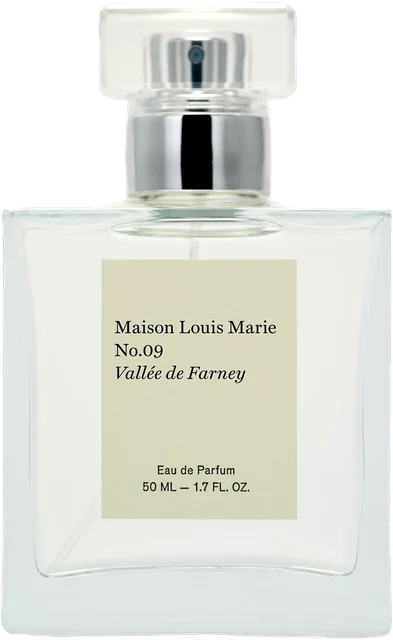 Maison Louis Marie
No.09
Vallée de Farney
Eau de Parfum
50 ML — 1.7 FL. OZ.